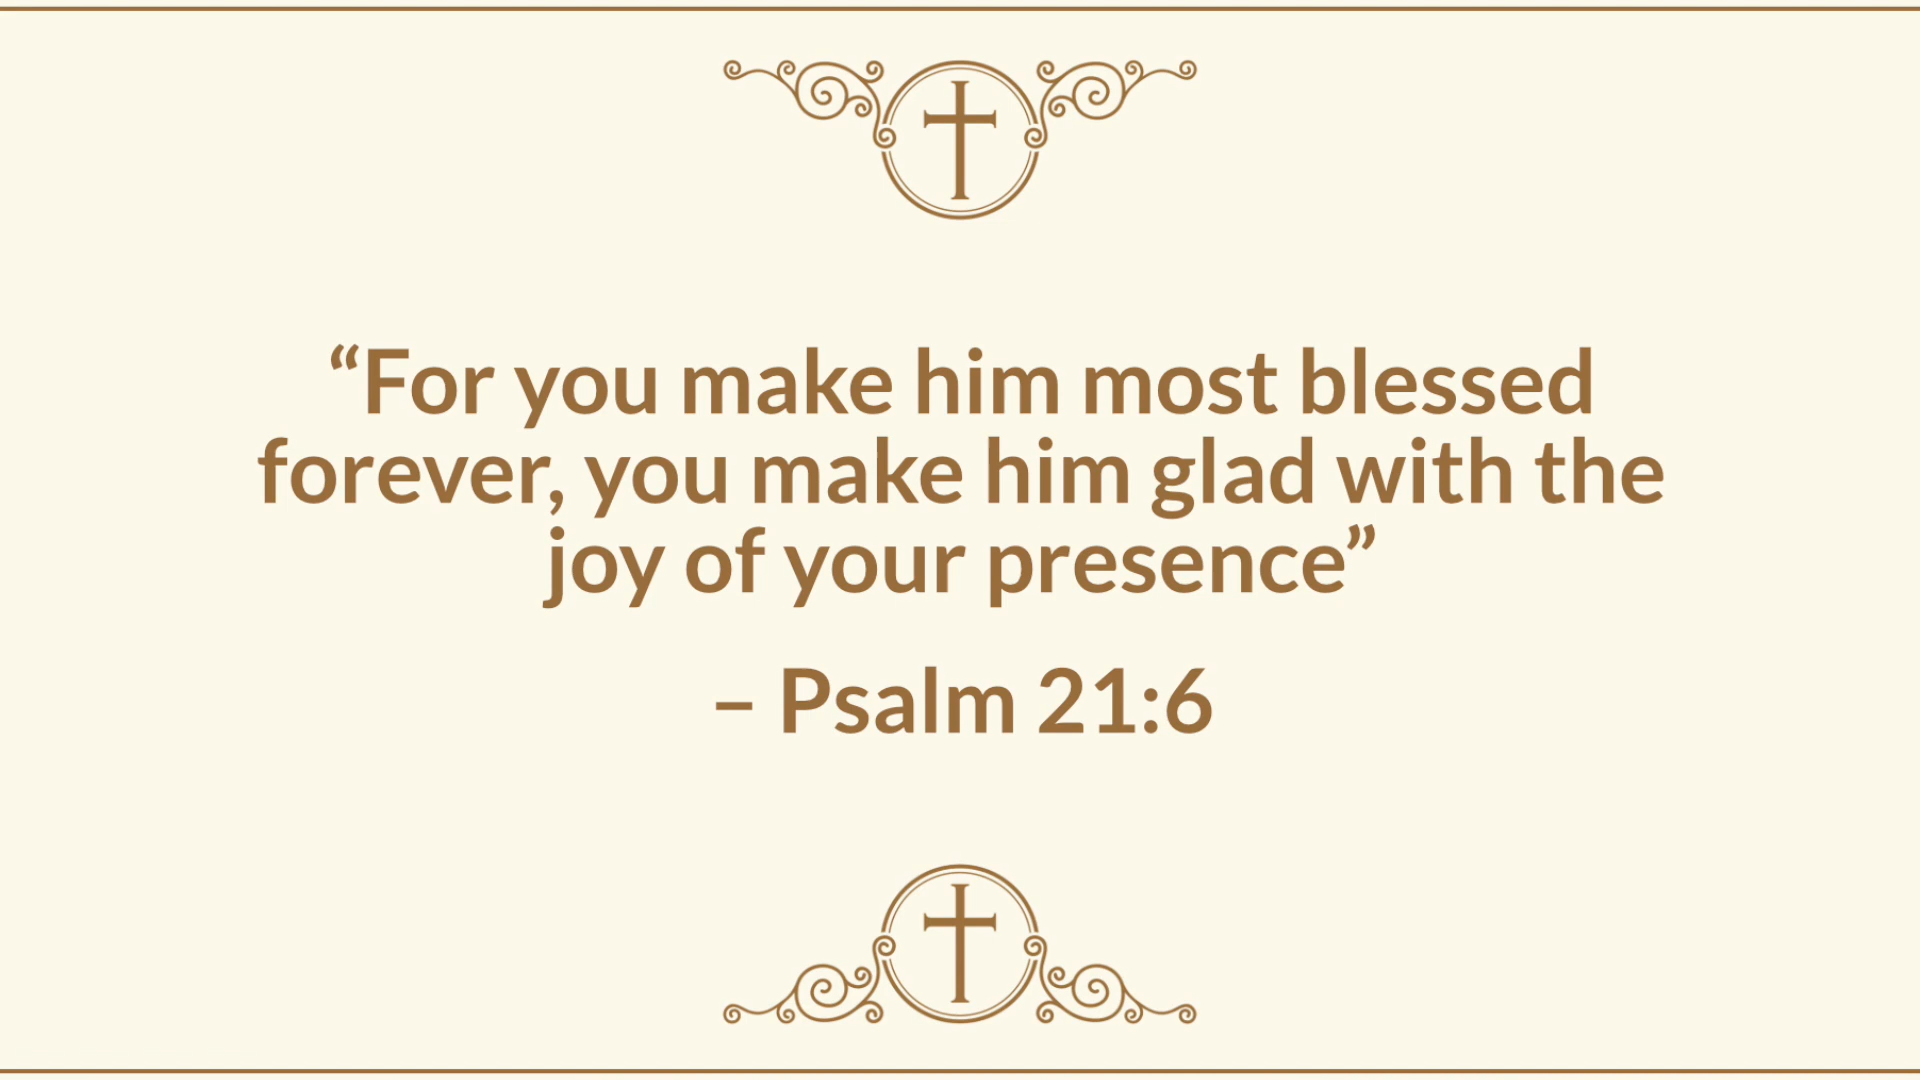 “For you make him most blessed
forever, you make him glad with the
joy of your presence”
– Psalm 21:6